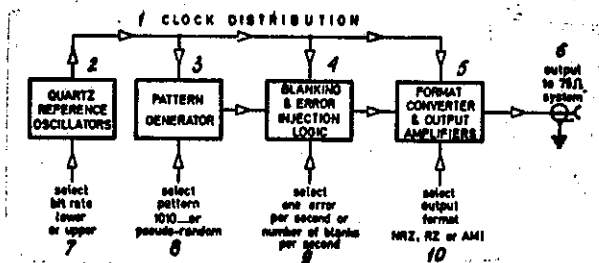 1 CLOCK DISTRIBUTION
2
QUARTZ
REFERENCE
OSCILLATORS
3
PATTERN
GENERATOR
4
BLANKING
& ERROR
INJECTION
LOGIC
5
FORMAT
CONVERTER
& OUTPUT
AMPLIFIERS
6
output
to 75Ω
system
select
bit rate
lower
or upper
7
select
pattern
1010__or
pseudo-random
8
select
one error
per second or
number of blanks
per second
9
select
output
format
NRZ, RZ or AMI
10